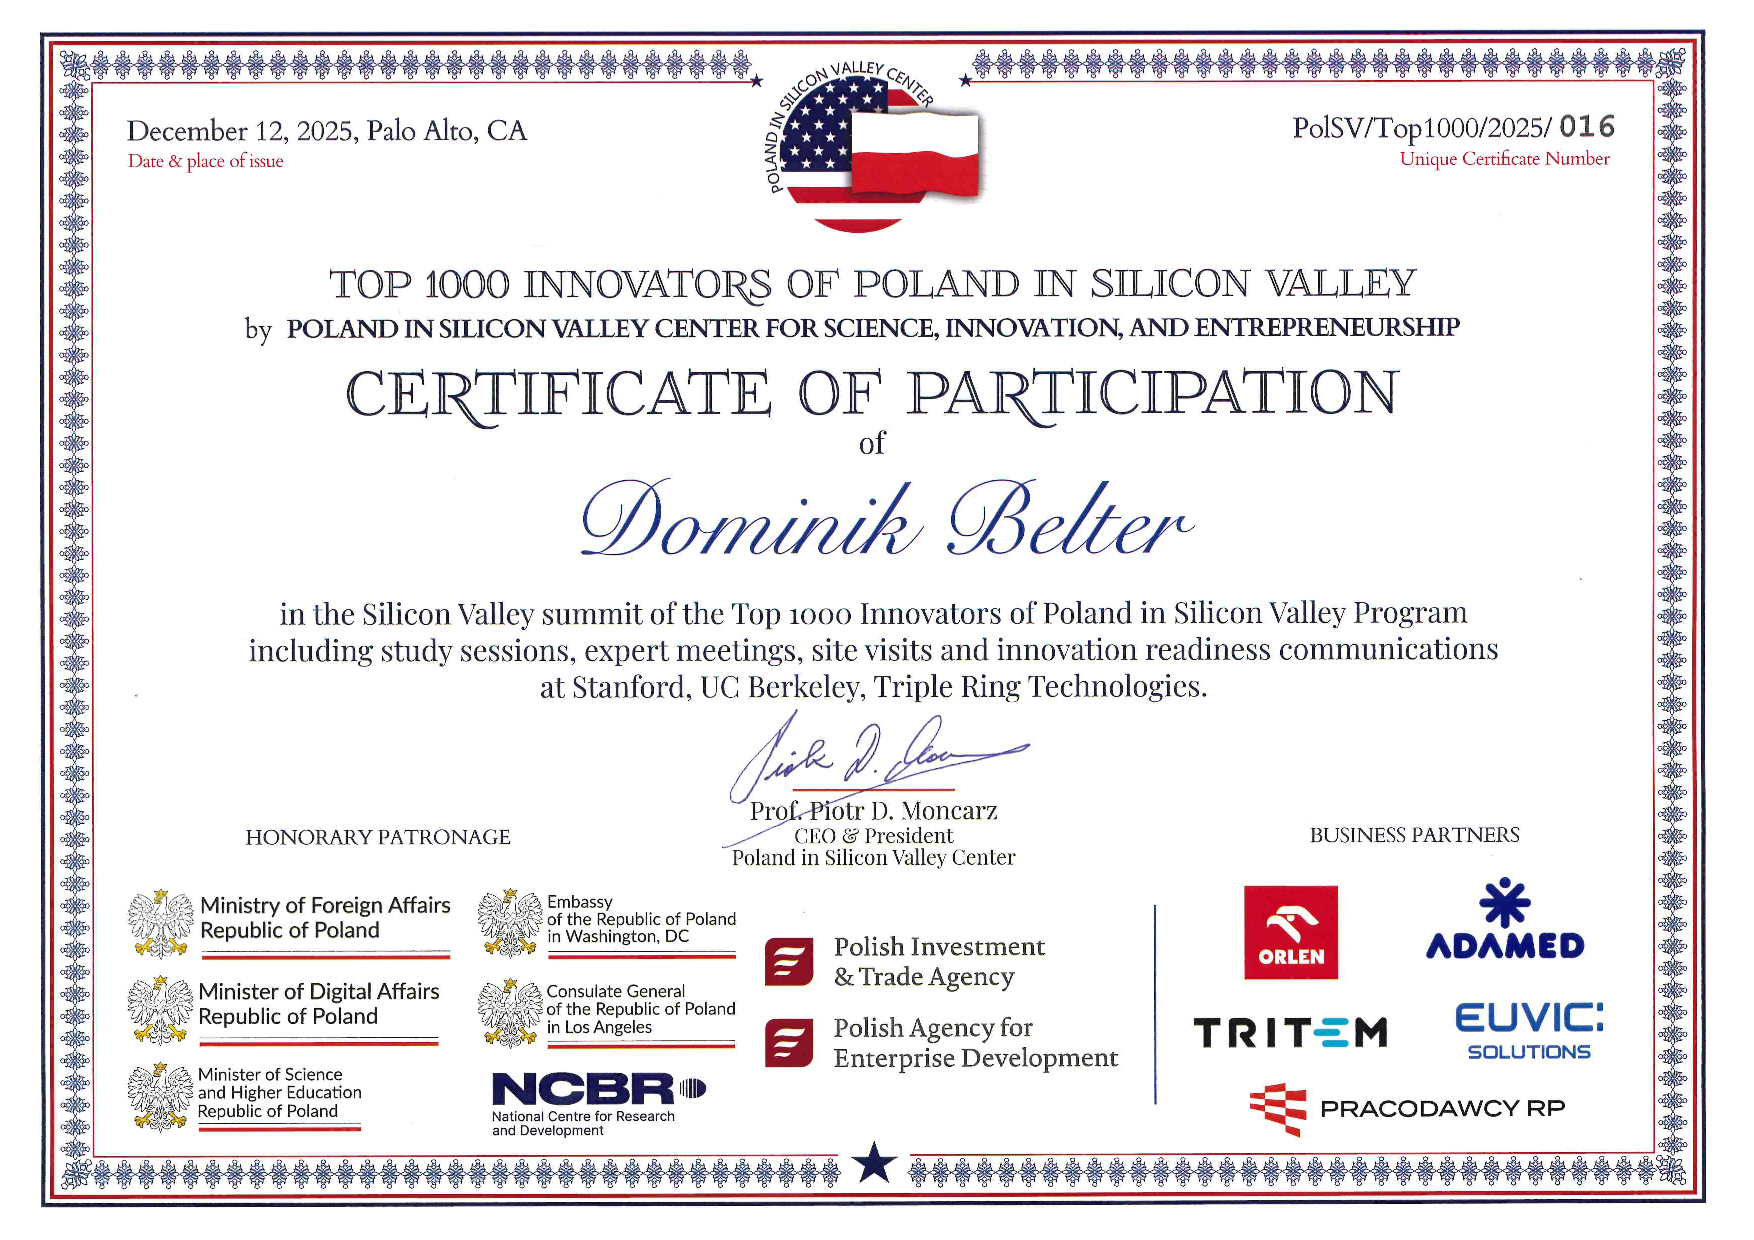 POLAND IN SILICON VALLEY CENTER
December 12, 2025, Palo Alto, CA
Date & place of issue
PolSV/Top1000/2025/ 016
Unique Certificate Number
TOP 1000 INNOVATORS OF POLAND IN SILICON VALLEY
by POLAND IN SILICON VALLEY CENTER FOR SCIENCE, INNOVATION, AND ENTREPRENEURSHIP
CERTIFICATE OF PARTICIPATION
of
Dominik Belter
in the Silicon Valley summit of the Top 1000 Innovators of Poland in Silicon Valley Program
including study sessions, expert meetings, site visits and innovation readiness communications
at Stanford, UC Berkeley, Triple Ring Technologies.
Prof. Piotr D. Moncarz
CEO & President
Poland in Silicon Valley Center
HONORARY PATRONAGE
Ministry of Foreign Affairs
Republic of Poland
Minister of Digital Affairs
Republic of Poland
Minister of Science
and Higher Education
Republic of Poland
Embassy
of the Republic of Poland
in Washington, DC
Consulate General
of the Republic of Poland
in Los Angeles
NCBR
National Centre for Research
and Development
Polish Investment
& Trade Agency
Polish Agency for
Enterprise Development
BUSINESS PARTNERS
ORLEN
ADAMED
TRITEM
EUVIC:
SOLUTIONS
PRACODAWCY RP